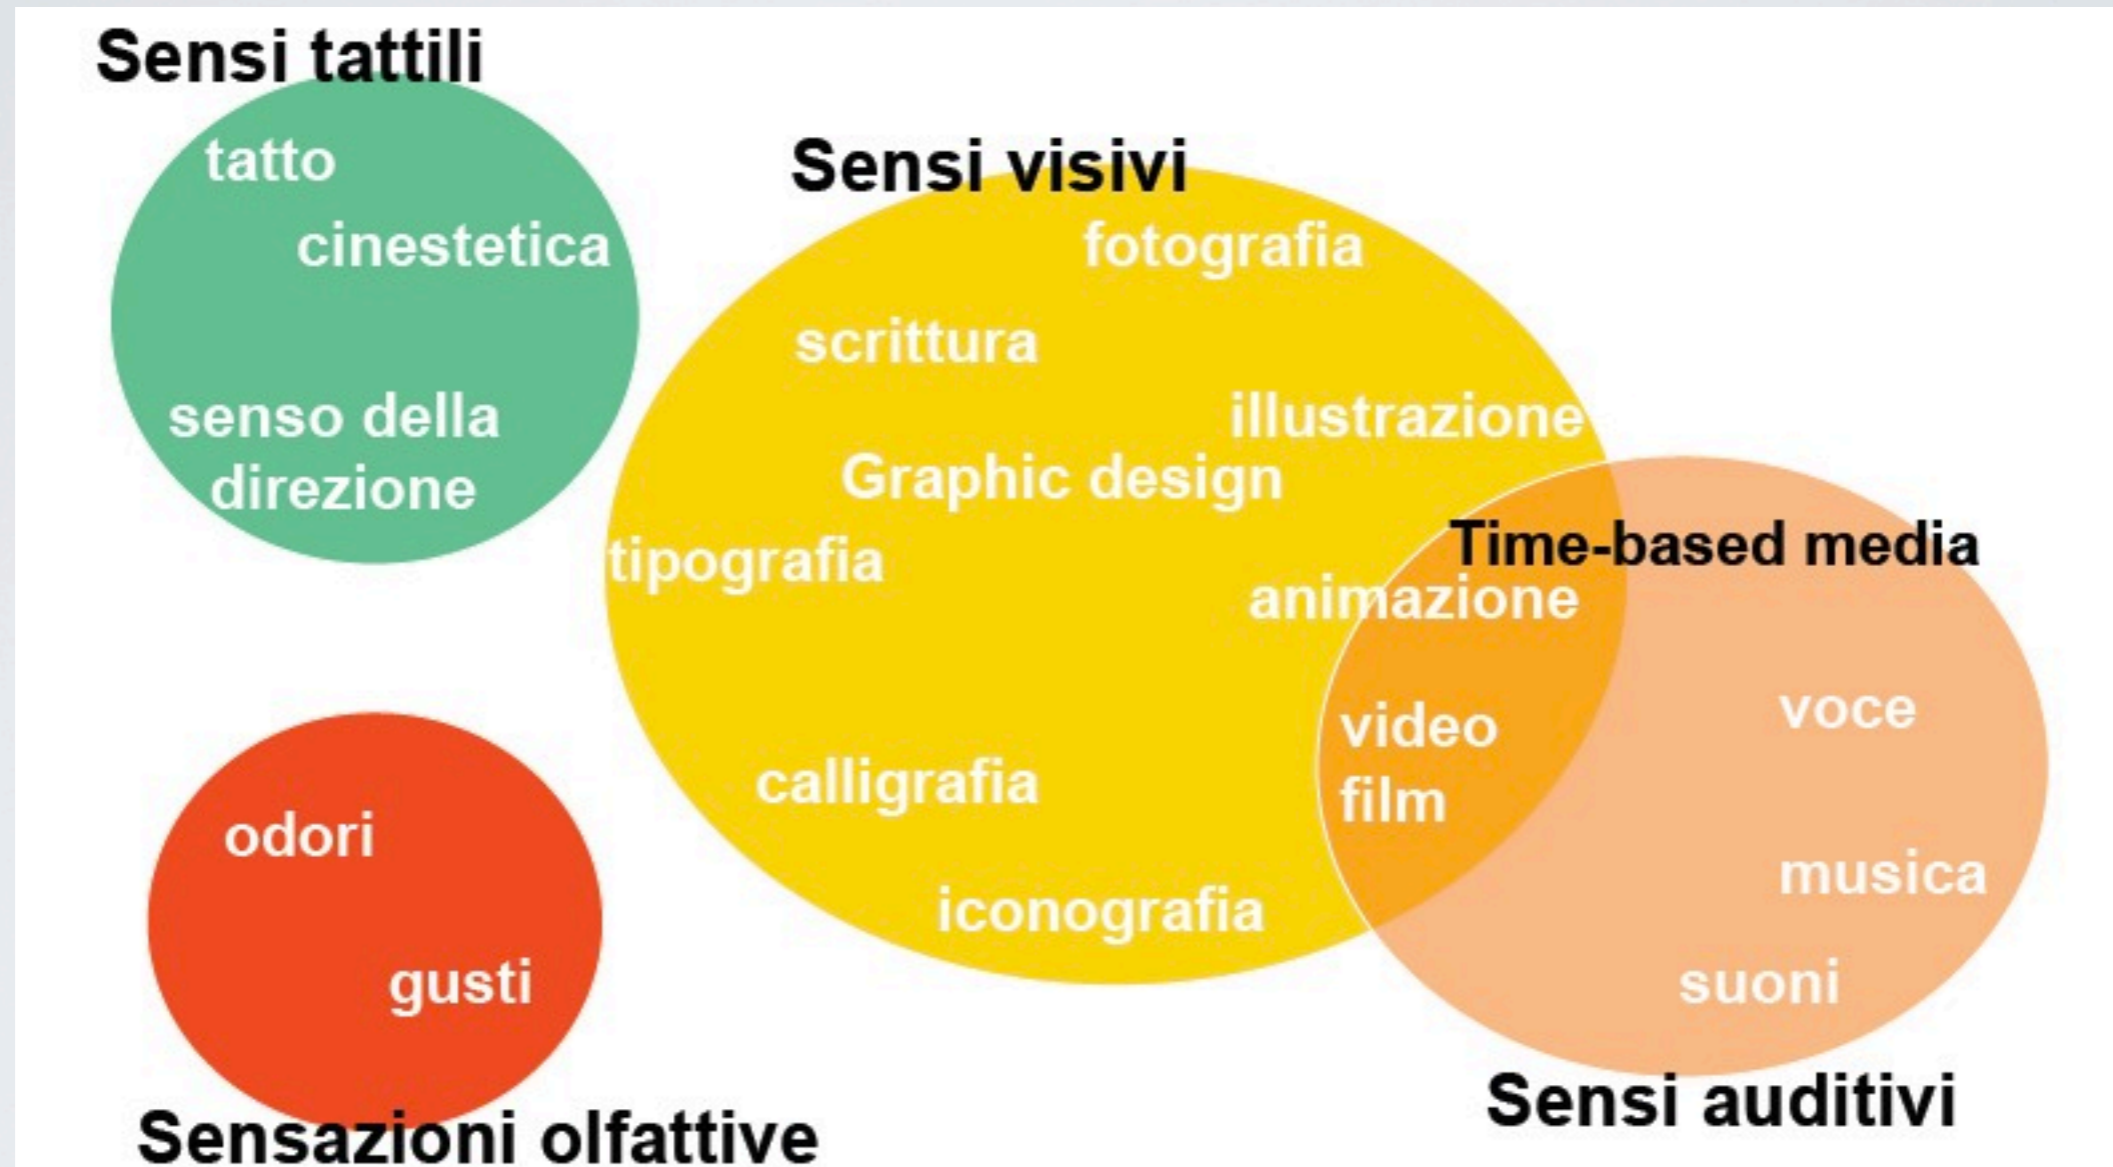 Sensi tattili
tatto
cinestetica
senso della
direzione
Sensi visivi
fotografia
scrittura
illustrazione
Graphic design
tipografia
Time-based media
animazione
video
film
voce
calligrafia
iconografia
musica
suoni
Sensi auditivi
odori
gusti
Sensazioni olfattive